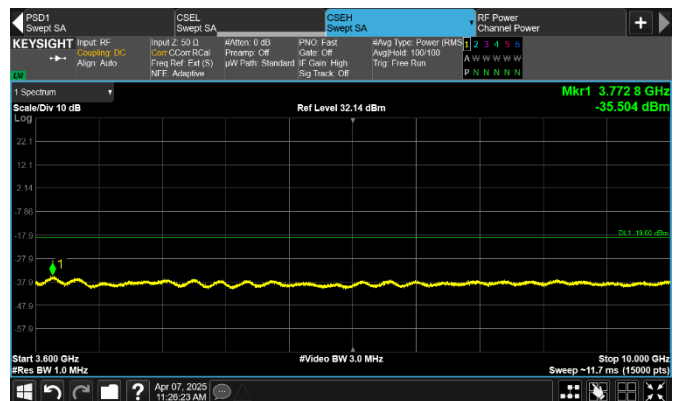 PSD1
Swept SA
CSEL
Swept SA
CSEH
Swept SA
RF Power
Channel Power
+
KEYSIGHT
Input: RF
Coupling: DC
Align: Auto
Input Z: 50 Ω
Corr CCorr RCal
Freq Ref: Ext (S)
NFE: Adaptive
#Atten: 0 dB
Preamp: Off
µW Path: Standard
PNO: Fast
Gate: Off
IF Gain: High
Sig Track: Off
#Avg Type: Power (RMS)
Avg|Hold: 100/100
Trig: Free Run
1 2 3 4 5 6
A W W W W W
P N N N N N
LXI
1 Spectrum
Scale/Div 10 dB
Ref Level 32.14 dBm
Mkr1 3.772 8 GHz
-35.504 dBm
Log
22.1
12.1
2.14
-7.86
-17.9
DL1 -19.00 dBm
-27.9
1
-37.9
-47.9
-57.9
Start 3.600 GHz
#Video BW 3.0 MHz
Stop 10.000 GHz
#Res BW 1.0 MHz
Sweep ~11.7 ms (15000 pts)
?
Apr 07, 2025
11:26:23 AM